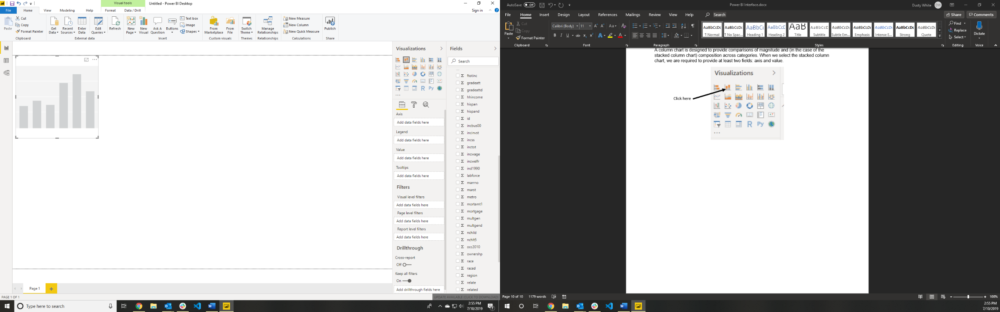 Visual tools
Untitled - Power BI Desktop
File Home View Modeling Help Format Data / Drill
Sign in
Paste
Cut
Copy
Format Painter
Clipboard
Get Data
Recent Sources
Enter Data
Edit Queries
Refresh
External data
New Page
New Visual
Ask A Question
Buttons
Text box
Image
Shapes
Insert
From Marketplace
From File
Custom visuals
Switch Theme
Themes
Manage Relationships
Relationships
New Measure
New Column
New Quick Measure
Calculations
Publish
Share
Visualizations
R Py
Axis
Add data fields here
Legend
Add data fields here
Value
Add data fields here
Tooltips
Add data fields here
Filters
Visual level filters
Add data fields here
Page level filters
Add data fields here
Report level filters
Add data fields here
Drillthrough
Cross-report
Off
Keep all filters
On
Add drillthrough fields here
Fields
Search
Σ ftotinc
Σ gradeatt
Σ gradeattd
Σ hhincome
Σ hispan
Σ hispand
Σ id
Σ incbus00
Σ incinvst
Σ incss
Σ inctot
Σ incwage
Σ incwelfr
Σ ind1990
Σ labforce
Σ marrno
Σ marst
Σ metro
Σ mortamt1
Σ mortgage
Σ multgen
Σ multgend
Σ nchild
Σ nchlt5
Σ occ2010
Σ ownershp
Σ race
Σ raced
Σ region
Σ relate
Σ related
Page 1
PAGE 1 OF 1
UPDATE AVAILABLE (CLICK TO DOWNLOAD)
Type here to search
2:55 PM
7/10/2019
7
AutoSave Off
Power BI Interface.docx
Dusty White DW
File Home Insert Design Layout References Mailings Review View Help Search
Share Comments
Paste
Cut
Copy
Format Painter
Clipboard
Calibri (Body) 11
Font
Paragraph
AaBbCcDc
¶ Normal
AaBbCcDc
¶ No Spac...
AaBbCc
Heading 1
AaBbCcD
Heading 2
AaB
Title
AaBbCcD
Subtitle
AaBbCcDc
Subtle Em...
AaBbCcDc
Emphasis
AaBbCcDc
Intense E...
AaBbCcDc
Strong
AaBbCcDc
Quote
Styles
Find
Replace
Select
Editing
Dictate
Voice
A column chart is designed to provide comparisons of magnitude and (in the case of the
stacked column chart) composition across categories. When we select the stacked column
chart, we are required to provide at least two fields: axis and value.
Visualizations
Click here
R Py
Page 10 of 10 1179 words
100%
2:55 PM
7/10/2019